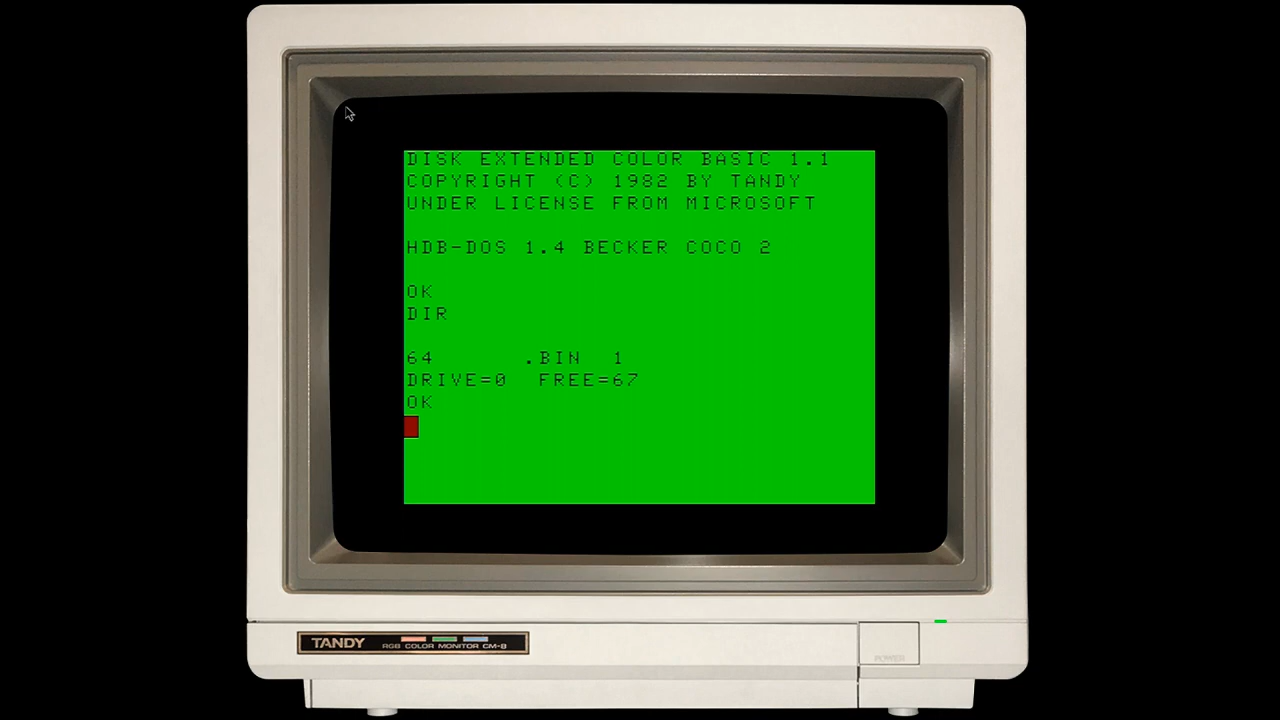 DISK EXTENDED COLOR BASIC 1.1
COPYRIGHT (C) 1982 BY TANDY
UNDER LICENSE FROM MICROSOFT
HDB-DOS 1.4 BECKER COCO 2
OK
DIR
64 .BIN 1
DRIVE=0 FREE=67
OK
TANDY RGB COLOR MONITOR CM-8
POWER